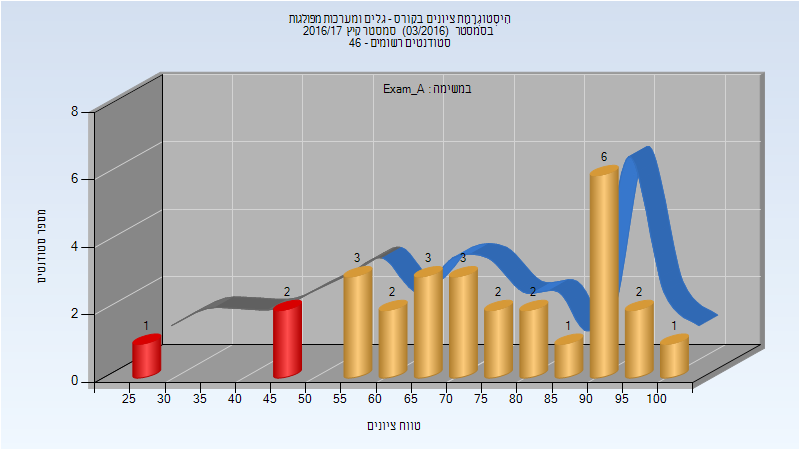 הִיסְטוֹגְרָמַת ציונים בקורס - גלים ומערכות מפולגות
בסמסטר (03/2016) סמסטר קיץ 2016/17
סטודנטים רשומים - 46
במשימה : Exam_A
מספר סטודנטים
8
6
4
2
0
1
2
3
2
3
3
2
2
1
6
2
1
25 30 35 40 45 50 55 60 65 70 75 80 85 90 95 100
טווח ציונים